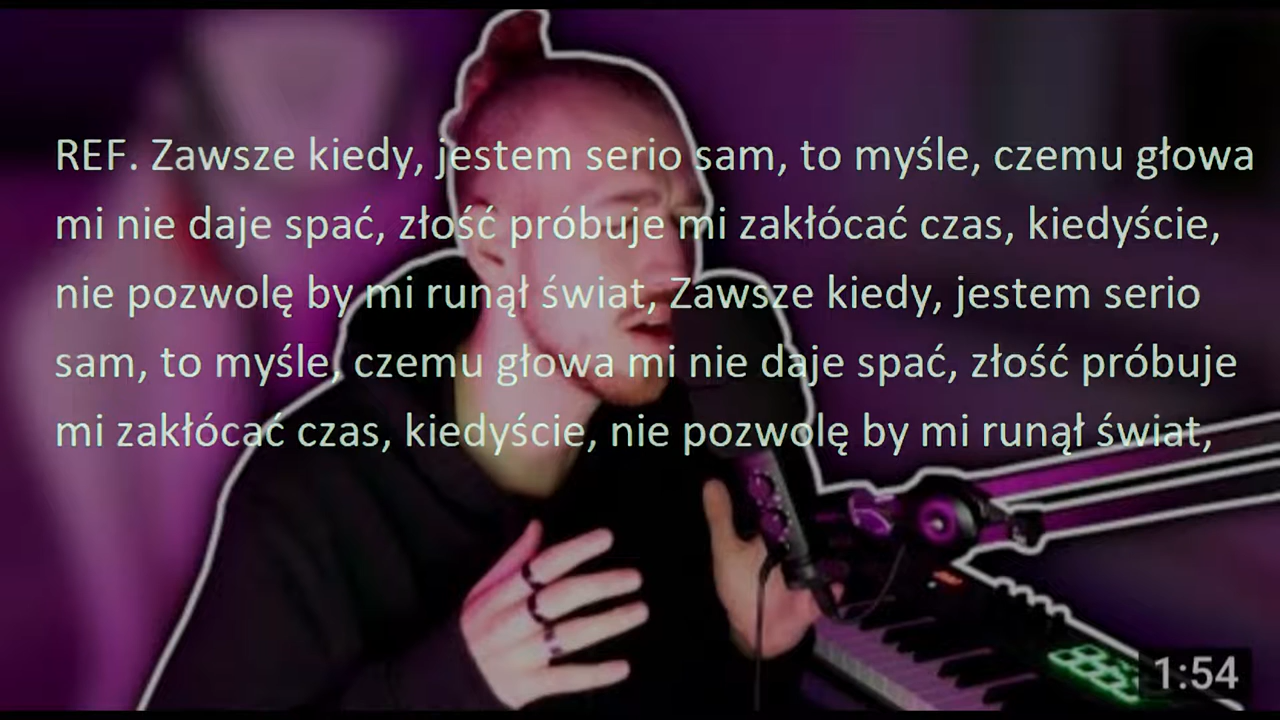 REF. Zawsze kiedy, jestem serio sam, to myśle, czemu głowa
mi nie daje spać, złość próbuje mi zakłócać czas, kiedyście,
nie pozwolę by mi runął świat, Zawsze kiedy, jestem serio
sam, to myśle, czemu głowa mi nie daje spać, złość próbuje
mi zakłócać czas, kiedyście, nie pozwolę by mi runął świat,
1:54